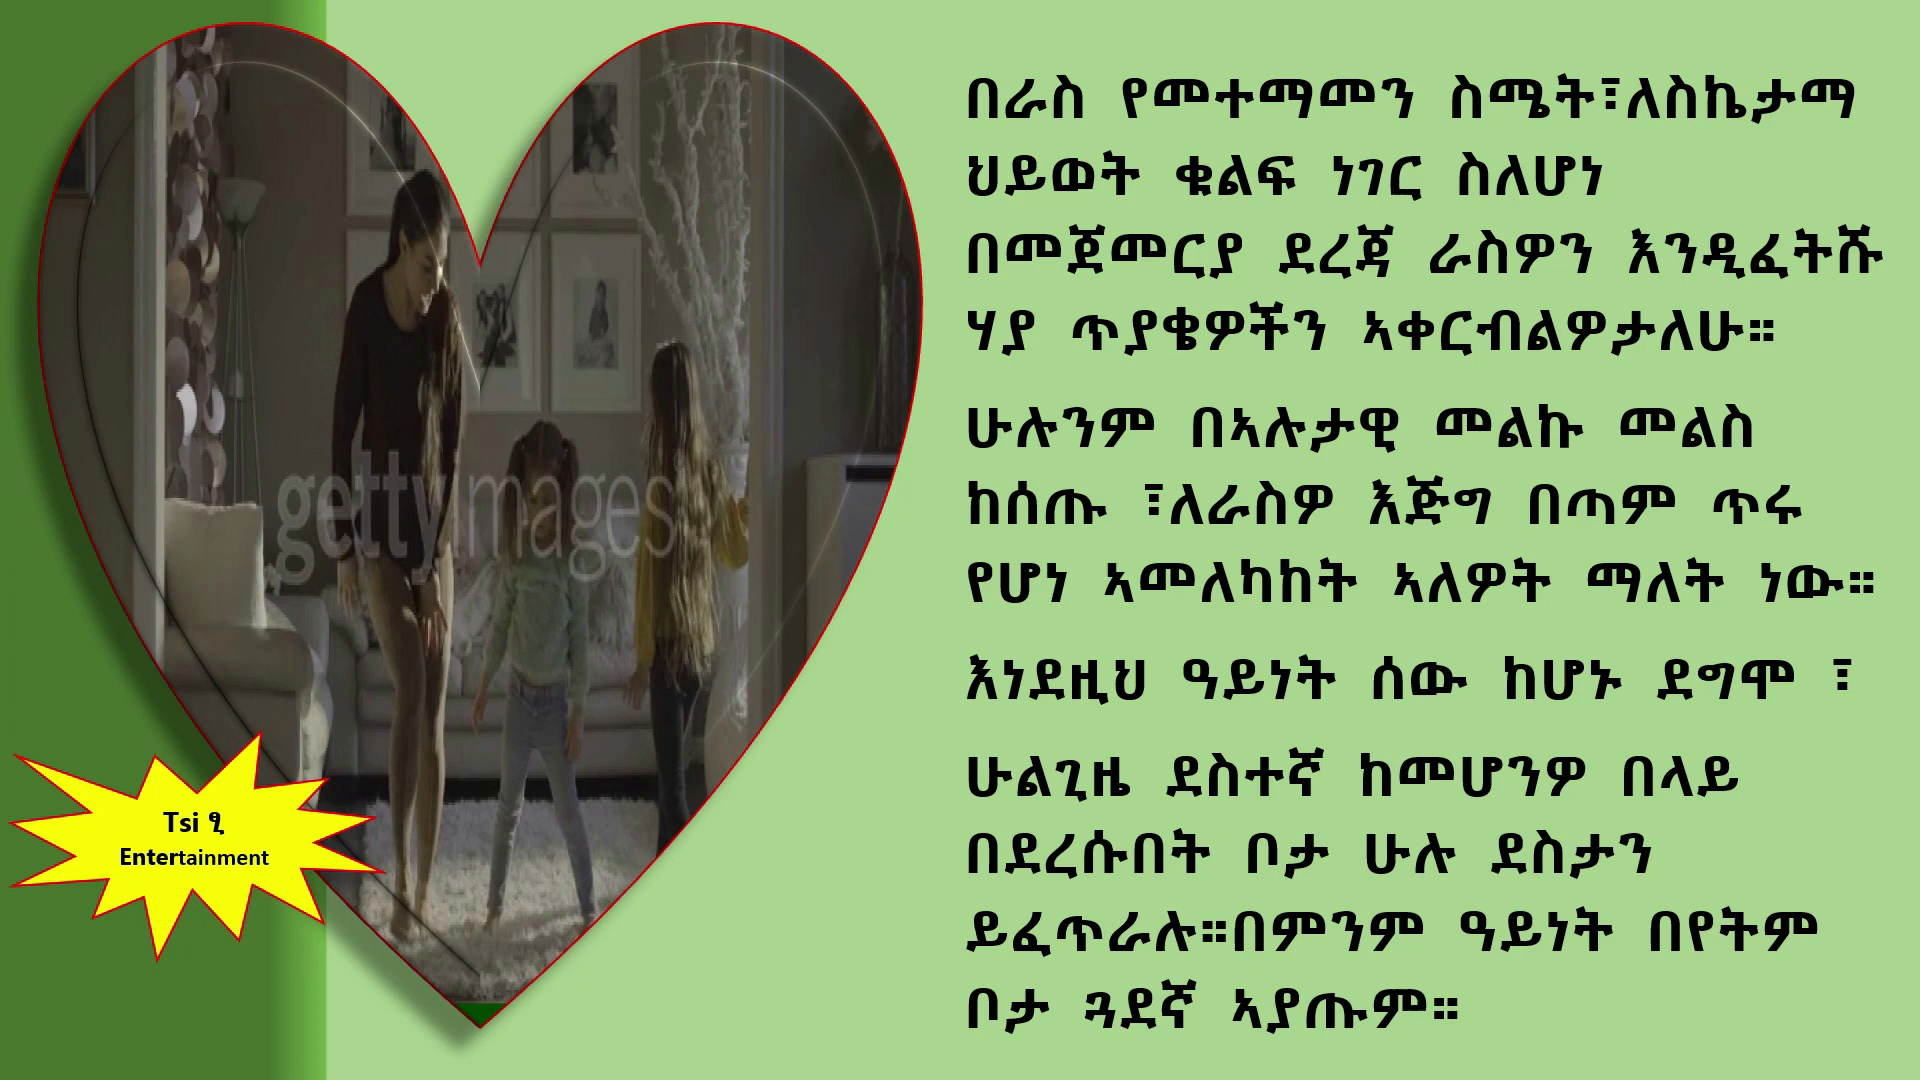 በራስ የመተማመን ስሜት፣ለስኬታማ
ህይወት ቁልፍ ነገር ስለሆነ
በመጀመርያ ደረጃ ራስዎን እንዲፈትሹ
ሃያ ጥያቄዎችን ኣቀርብልዎታለሁ።
ሁሉንም በኣሉታዊ መልኩ መልስ
ከሰጡ ፣ለራስዎ እጅግ በጣም ጥሩ
የሆነ ኣመለካከት ኣለዎት ማለት ነው።
እነደዚህ ዓይነት ሰው ከሆኑ ደግሞ ፣
ሁልጊዜ ደስተኛ ከመሆንዎ በላይ
በደረሱበት ቦታ ሁሉ ደስታን
ይፈጥራሉ።በምንም ዓይነት በየትም
ቦታ ጓደኛ ኣያጡም።
gettyimages
Tsi ፂ
Entertainment